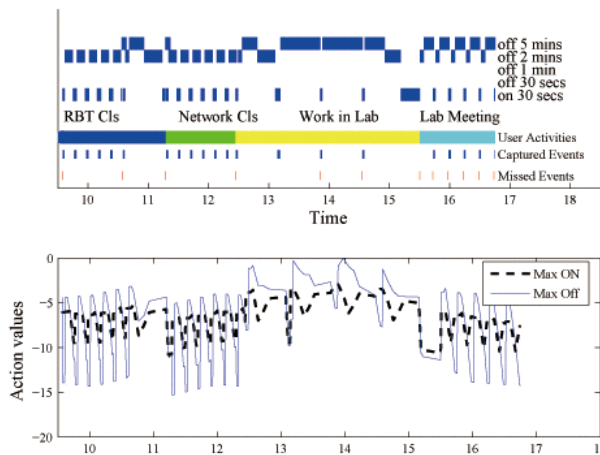 off 5 mins
off 2 mins
off 1 min
off 30 secs
on 30 secs
RBT Cls Network Cls Work in Lab Lab Meeting
User Activities
Captured Events
Missed Events
10 11 12 13 14 15 16 17 18
Time
0
−5
−10
−15
−20
Action values
Max ON
Max Off
10 11 12 13 14 15 16 17 1